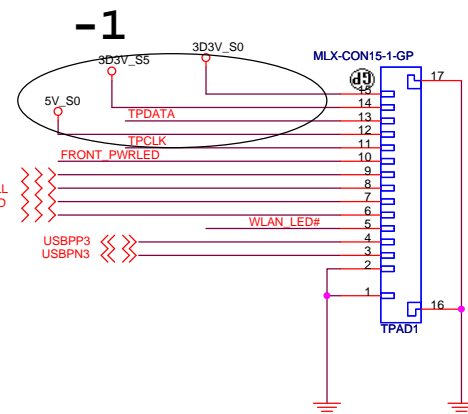 -1
3D3V_S0
3D3V_S5
MLX-CON15-1-GP
GP
17
5V_S0
15
14
TPDATA
13
12
TPCLK
11
FRONT_PWRLED
10
9
8
7
6
WLAN_LED#
5
USBPP3
4
USBPN3
3
2
1
16
TPAD1